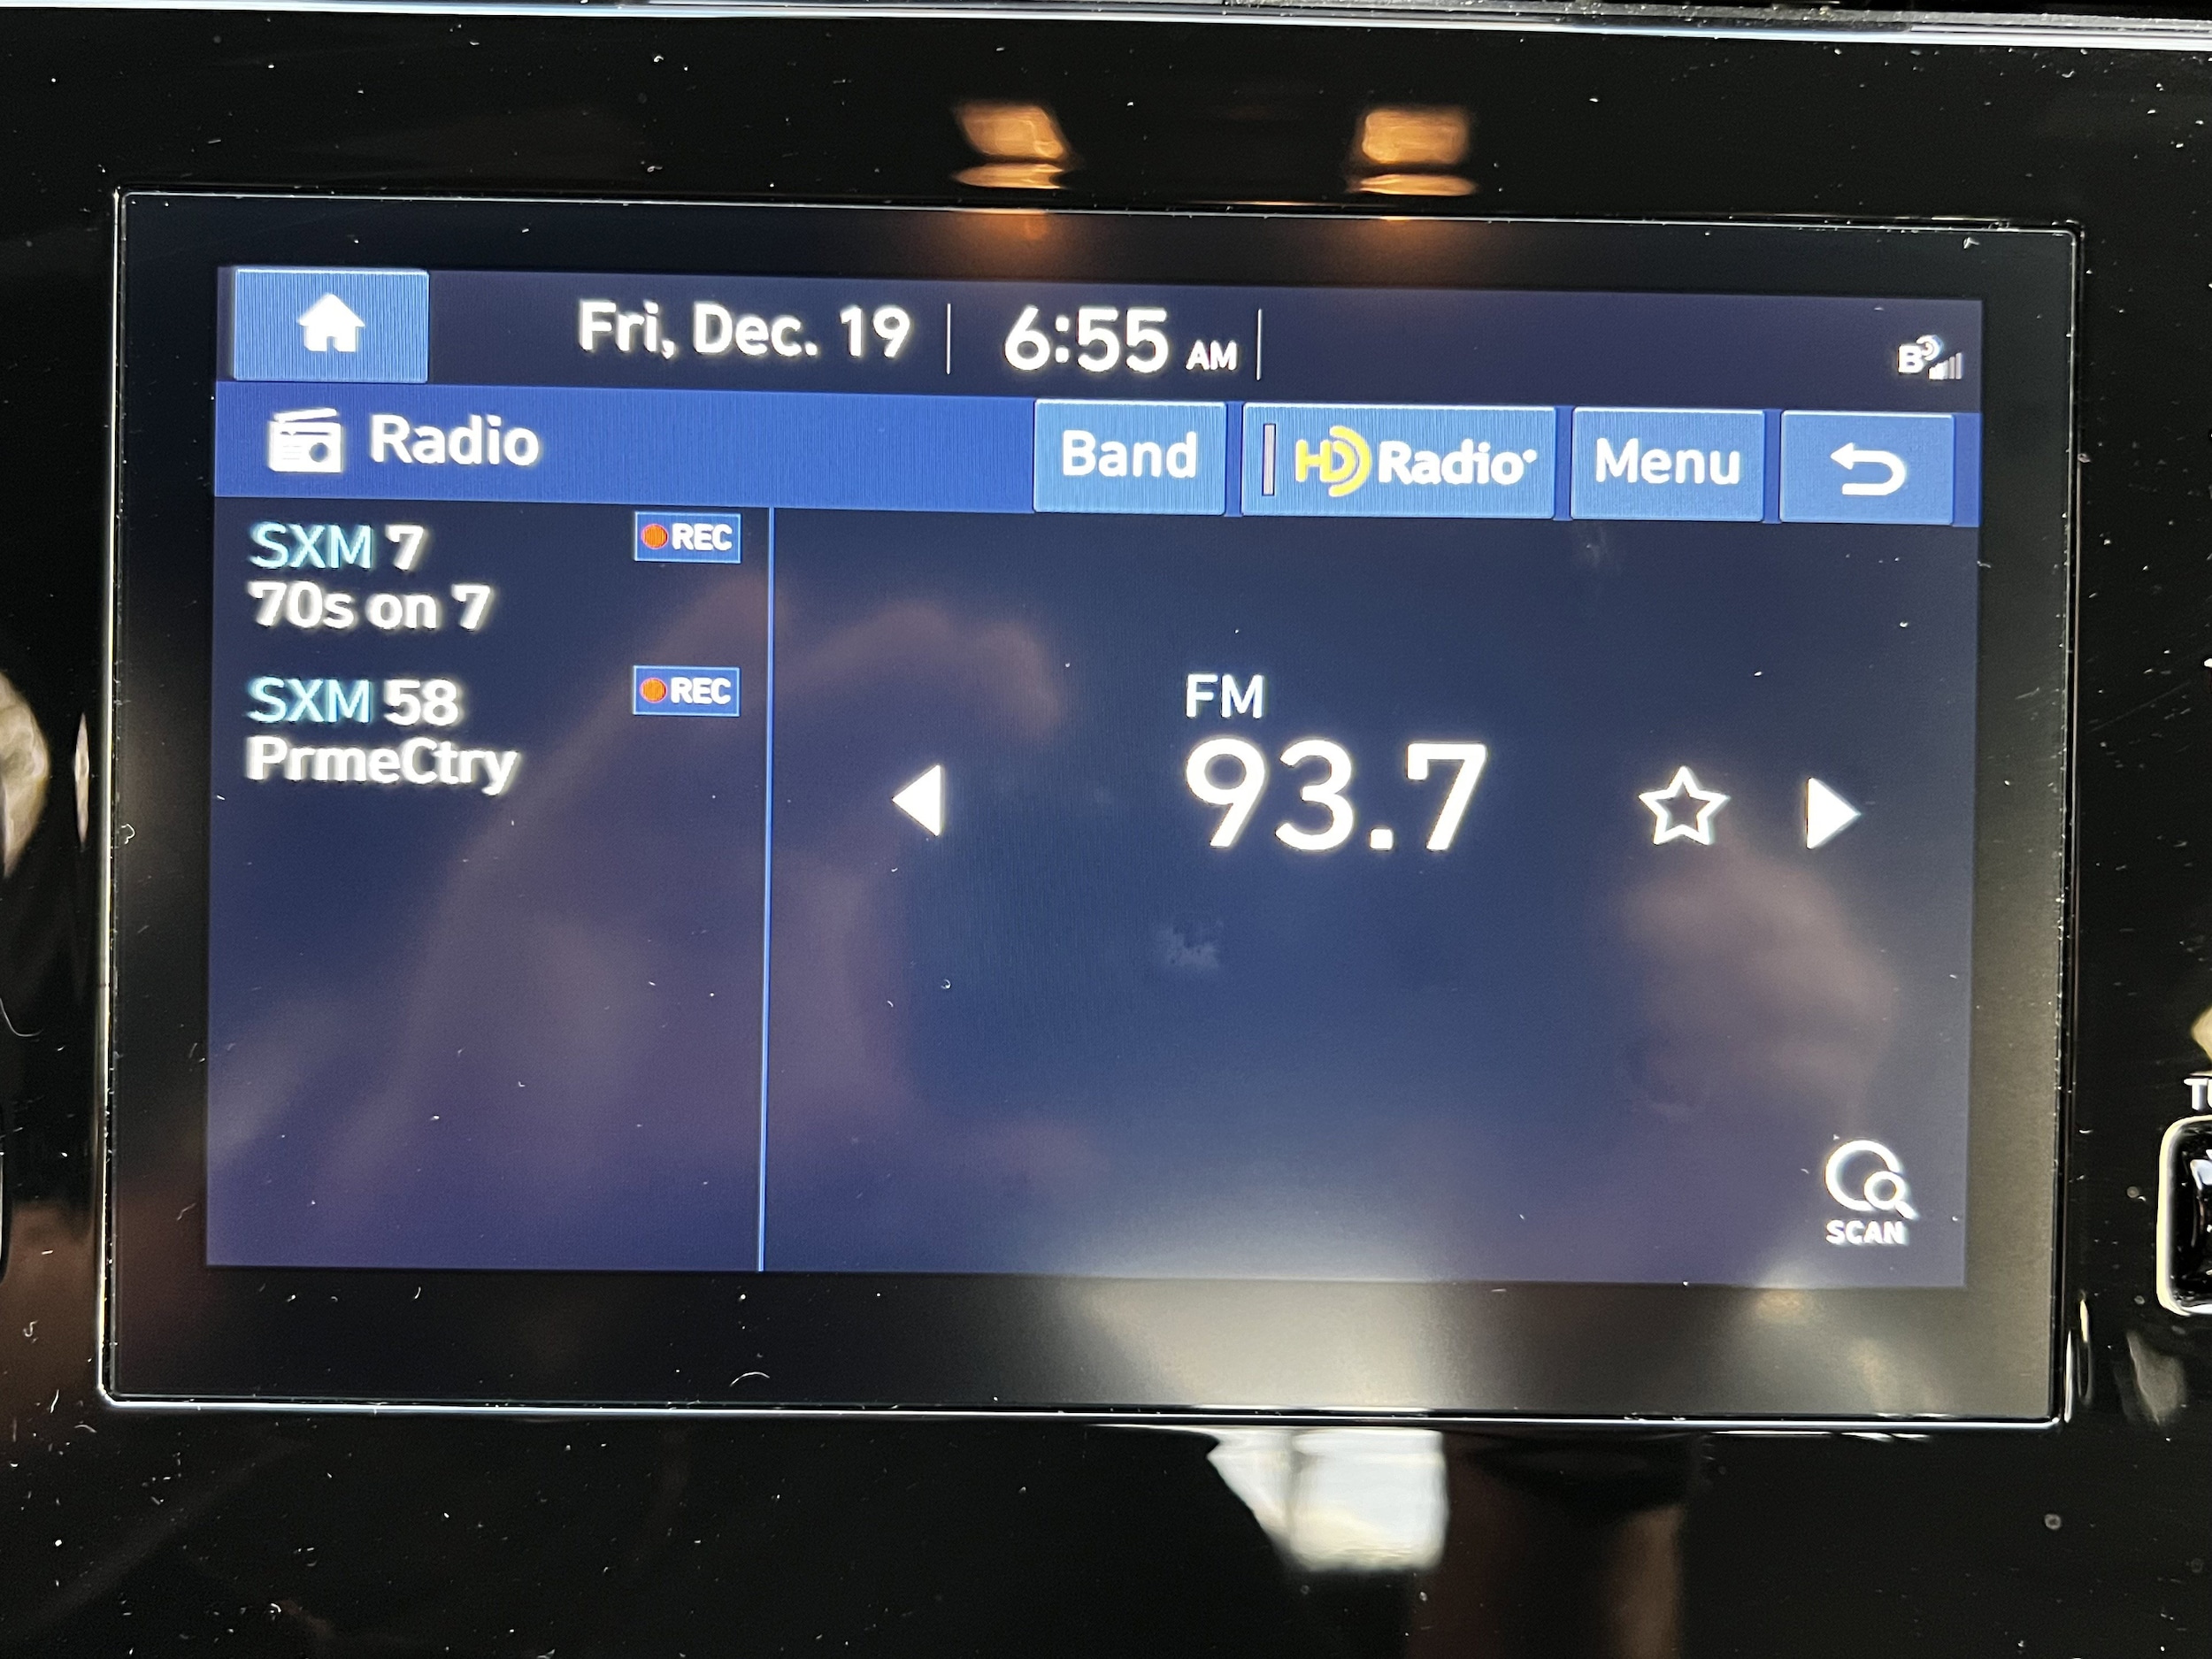 Fri, Dec. 19 6:55 AM
B
Radio Band HD Radio Menu
SXM 7 REC
70s on 7
SXM 58 REC
PrmeCtry
FM
93.7
SCAN